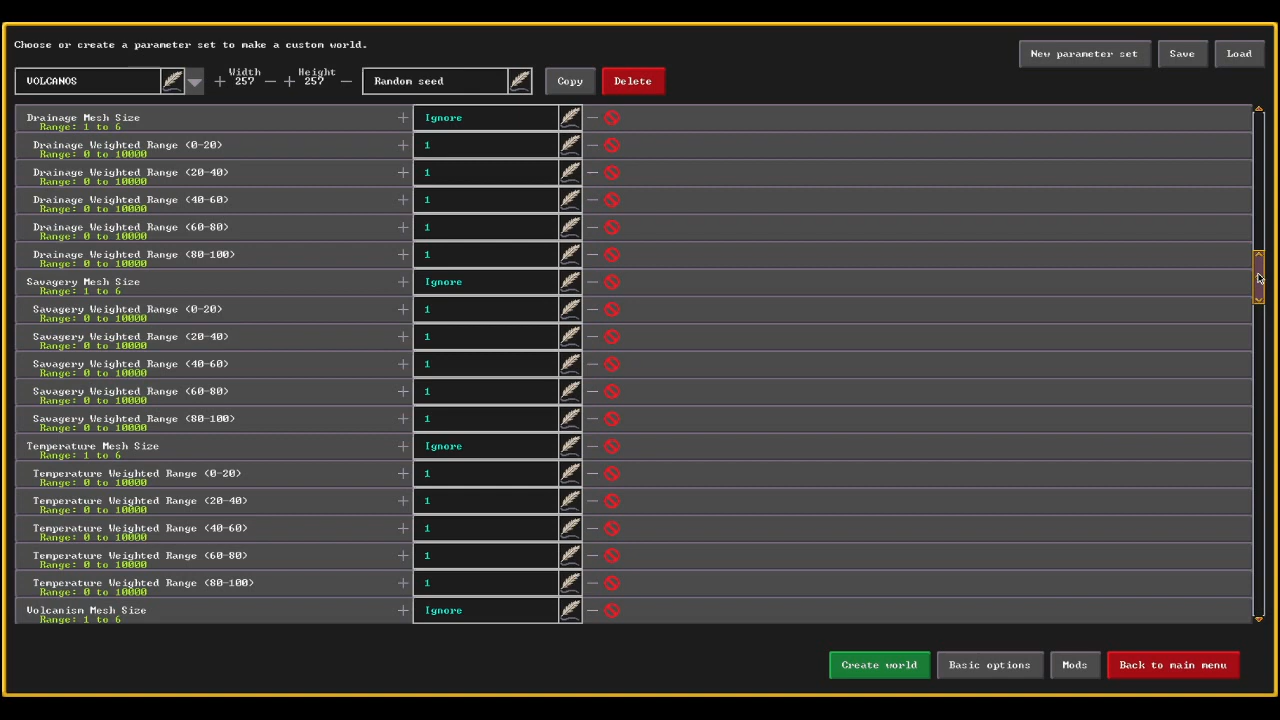 Choose or create a parameter set to make a custom world.
New parameter set
Save
Load
VOLCANOS
Width
257
Height
257
Random seed
Copy
Delete
Drainage Mesh Size
Ignore
Range: 1 to 6
Drainage Weighted Range (0-20)
1
Range: 0 to 10000
Drainage Weighted Range (20-40)
1
Range: 0 to 10000
Drainage Weighted Range (40-60)
1
Range: 0 to 10000
Drainage Weighted Range (60-80)
1
Range: 0 to 10000
Drainage Weighted Range (80-100)
1
Range: 0 to 10000
Savagery Mesh Size
Ignore
Range: 1 to 6
Savagery Weighted Range (0-20)
1
Range: 0 to 10000
Savagery Weighted Range (20-40)
1
Range: 0 to 10000
Savagery Weighted Range (40-60)
1
Range: 0 to 10000
Savagery Weighted Range (60-80)
1
Range: 0 to 10000
Savagery Weighted Range (80-100)
1
Range: 0 to 10000
Temperature Mesh Size
Ignore
Range: 1 to 6
Temperature Weighted Range (0-20)
1
Range: 0 to 10000
Temperature Weighted Range (20-40)
1
Range: 0 to 10000
Temperature Weighted Range (40-60)
1
Range: 0 to 10000
Temperature Weighted Range (60-80)
1
Range: 0 to 10000
Temperature Weighted Range (80-100)
1
Range: 0 to 10000
Volcanism Mesh Size
Ignore
Range: 1 to 6
Create world
Basic options
Mods
Back to main menu